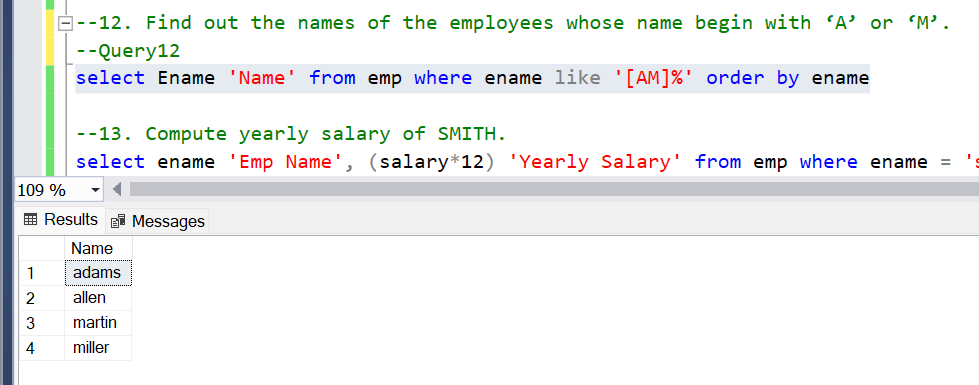 --12. Find out the names of the employees whose name begin with ‘A’ or ‘M’.
--Query12
select Ename 'Name' from emp where ename like '[AM]%' order by ename
--13. Compute yearly salary of SMITH.
select ename 'Emp Name', (salary*12) 'Yearly Salary' from emp where ename = '
109 %
Results Messages
Name
1 adams
2 allen
3 martin
4 miller